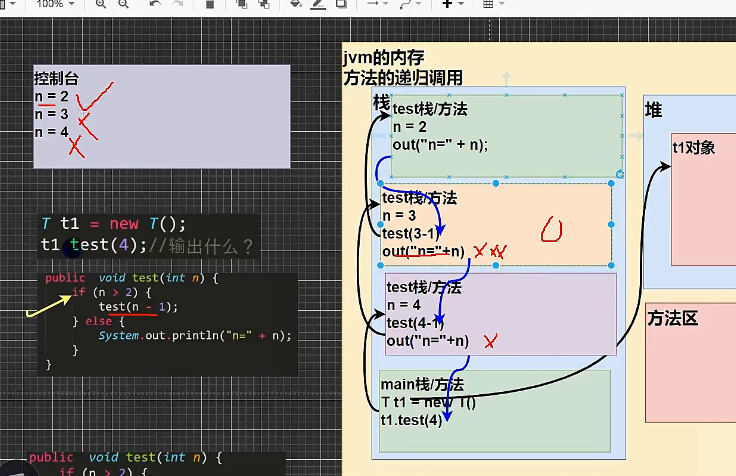 100%
控制台
n = 2
n = 3
n = 4
T t1 = new T();
t1 test(4);//输出什么？
public void test(int n) {
if (n > 2) {
test(n - 1);
} else {
System.out.println("n=" + n);
}
}
public void test(int n) {
if (n > 2) {
jvm的内存
方法的递归调用
栈
test栈/方法
n = 2
out("n=" + n);
test栈/方法
n = 3
test(3-1)
out("n="+n)
test栈/方法
n = 4
test(4-1)
out("n="+n)
main栈/方法
T t1 = new T()
t1.test(4)
堆
t1对象
方法区